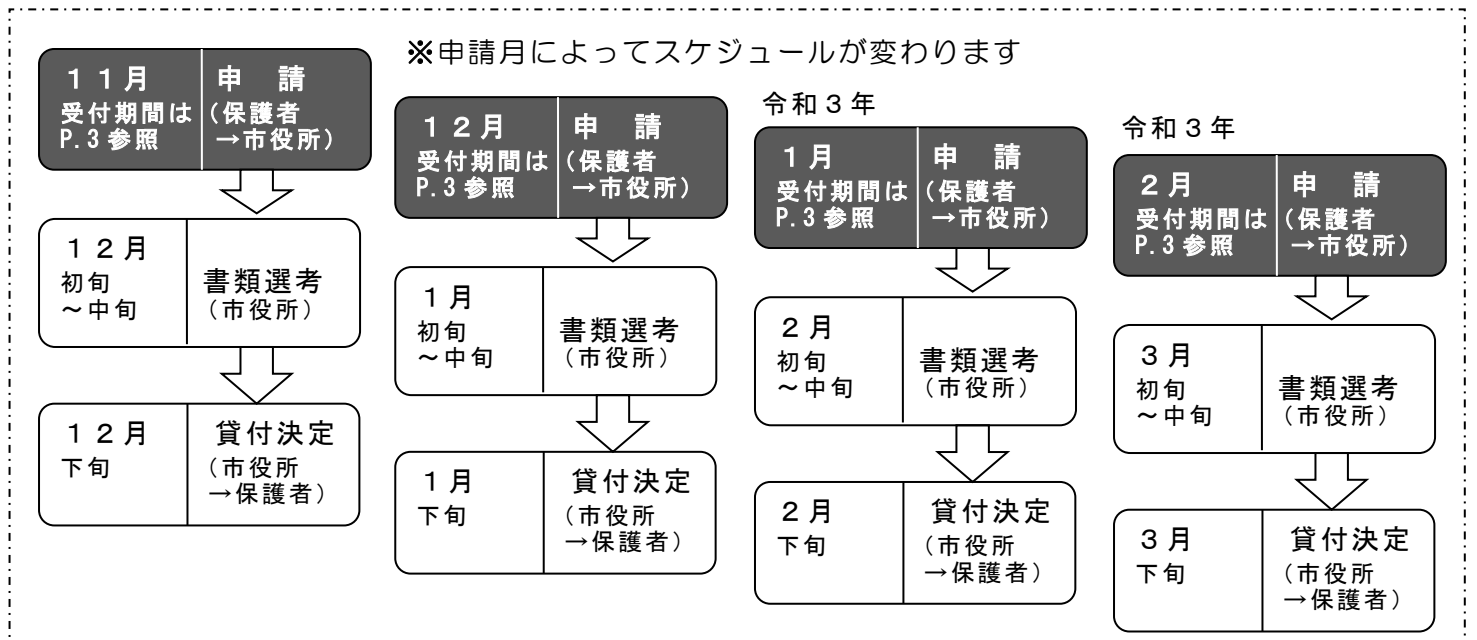 ※申請月によってスケジュールが変わります
１１月
受付期間は
P.3参照
申　請
(保護者
→市役所)
１２月
初旬
～中旬
書類選考
(市役所)
１２月
下旬
貸付決定
(市役所
→保護者)
１２月
受付期間は
P.3参照
申　請
(保護者
→市役所)
１月
初旬
～中旬
書類選考
(市役所)
１月
下旬
貸付決定
(市役所
→保護者)
令和３年
１月
受付期間は
P.3参照
申　請
(保護者
→市役所)
２月
初旬
～中旬
書類選考
(市役所)
２月
下旬
貸付決定
(市役所
→保護者)
令和３年
２月
受付期間は
P.3参照
申　請
(保護者
→市役所)
３月
初旬
～中旬
書類選考
(市役所)
３月
下旬
貸付決定
(市役所
→保護者)